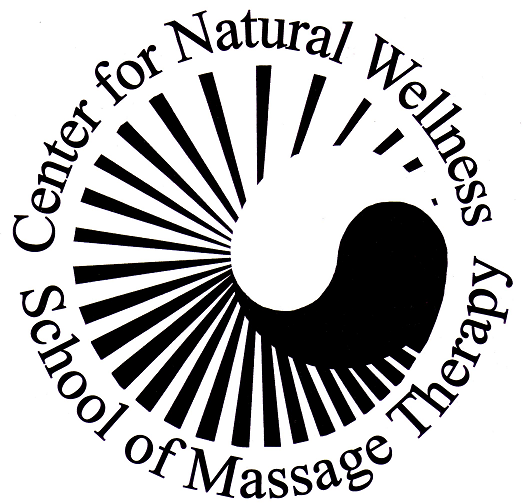 Center for Natural Wellness
School of Massage Therapy